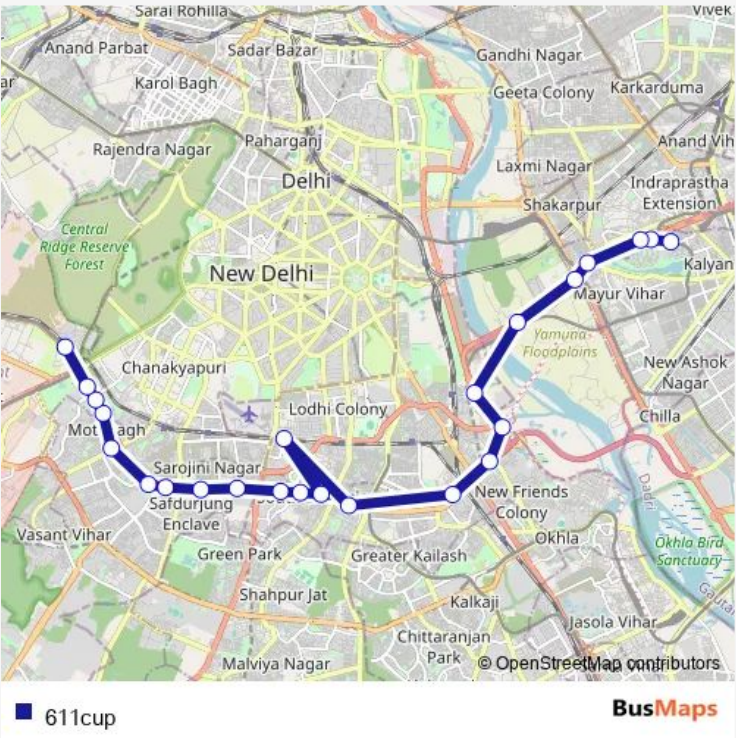 Sarai Rohilla
Vivek
Anand Parbat
Sadar Bazar
Gandhi Nagar
Karol Bagh
Geeta Colony
Karkarduma
Rajendra Nagar
Paharganj
Anand Vih
Laxmi Nagar
Delhi
Indraprastha
Extension
Shakarpur
Central
Ridge Reserve
Forest
New Delhi
Kalyan
Mayur Vihar
Yamuna
Floodplains
Chanakyapuri
New Ashok
Nagar
Lodhi Colony
Chilla
Mot
agh
Sarojini Nagar
Dadri
Safdurjung
Enclave
New Friends
Colony
Vasant Vihar
Green Park
Greater Kailash
Okhla
Okhla Bird
Sanctuary
Shahpur Jat
Kalkaji
Jasola Vihar
Chittaranjan
Park
Malviya Nagar
© OpenStreetMap contributors
611cup
BusMaps